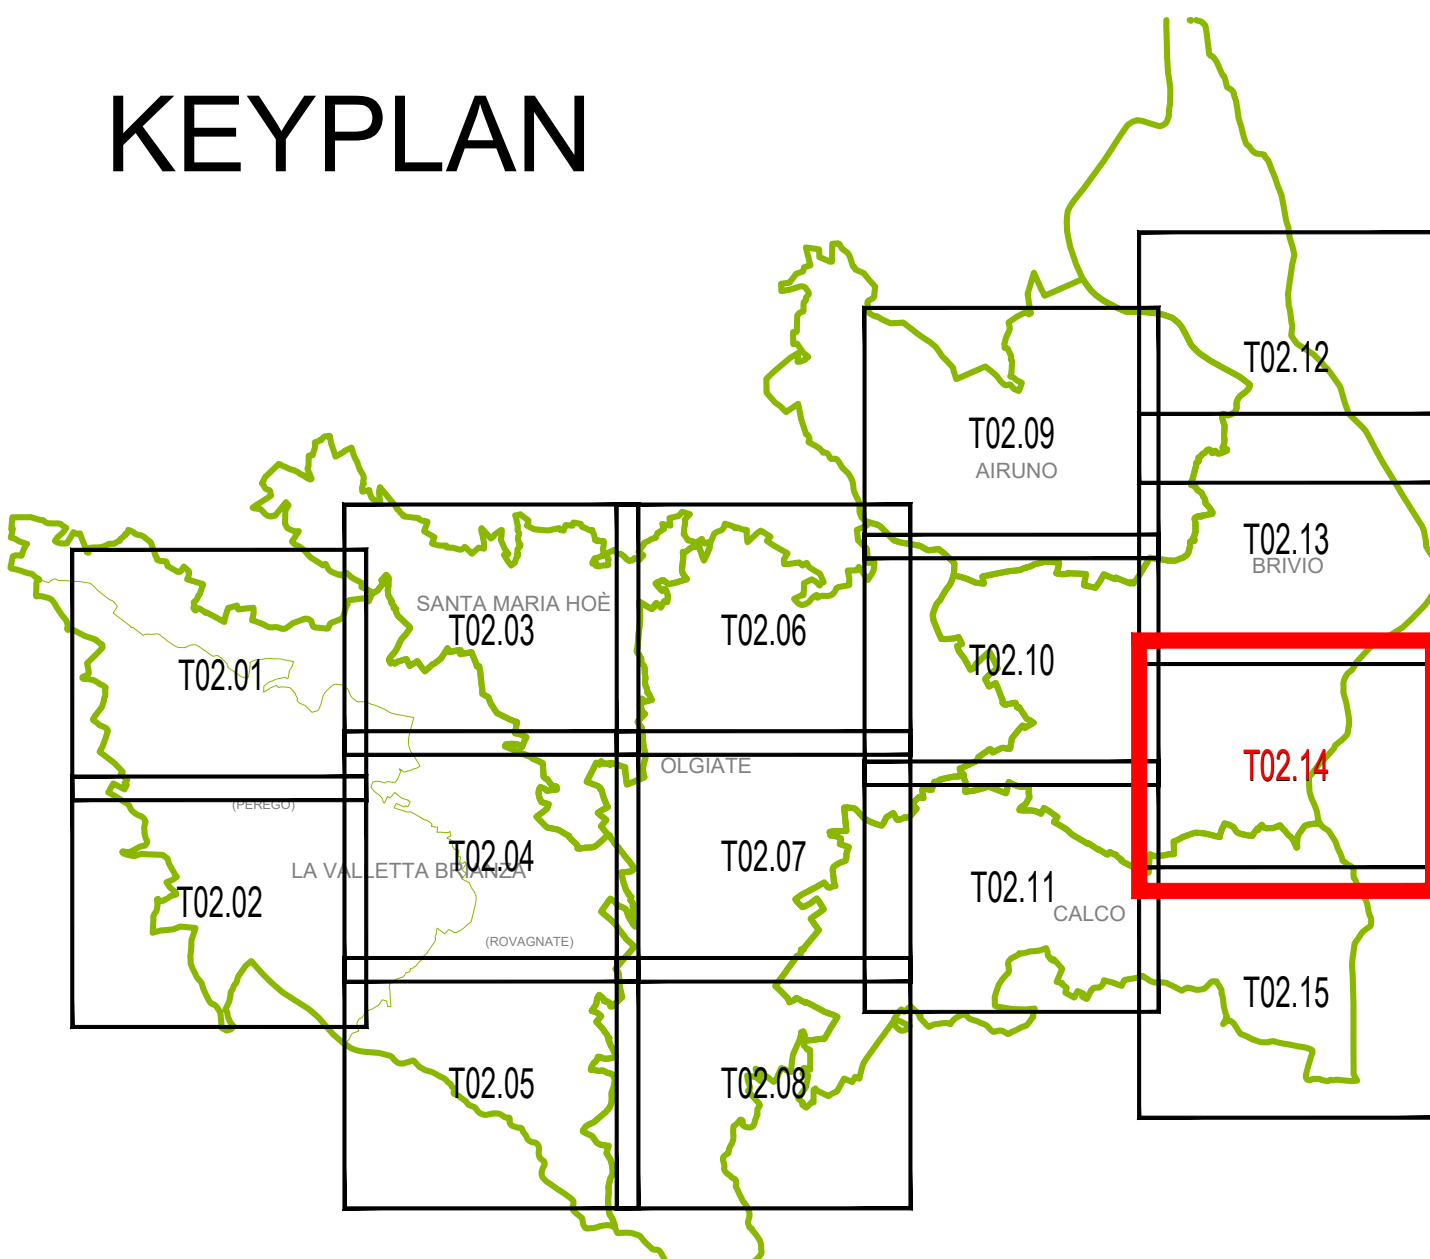 KEYPLAN
T02.12
T02.09
AIRUNO
T02.13
BRIVIO
SANTA MARIA HOÈ
T02.03
T02.06
T02.10
T02.01
OLGIATE
T02.14
(PEREGO)
T02.04
T02.07
LA VALLETTA BRIANZA
T02.02
T02.11
CALCO
(ROVAGNATE)
T02.15
T02.05
T02.08